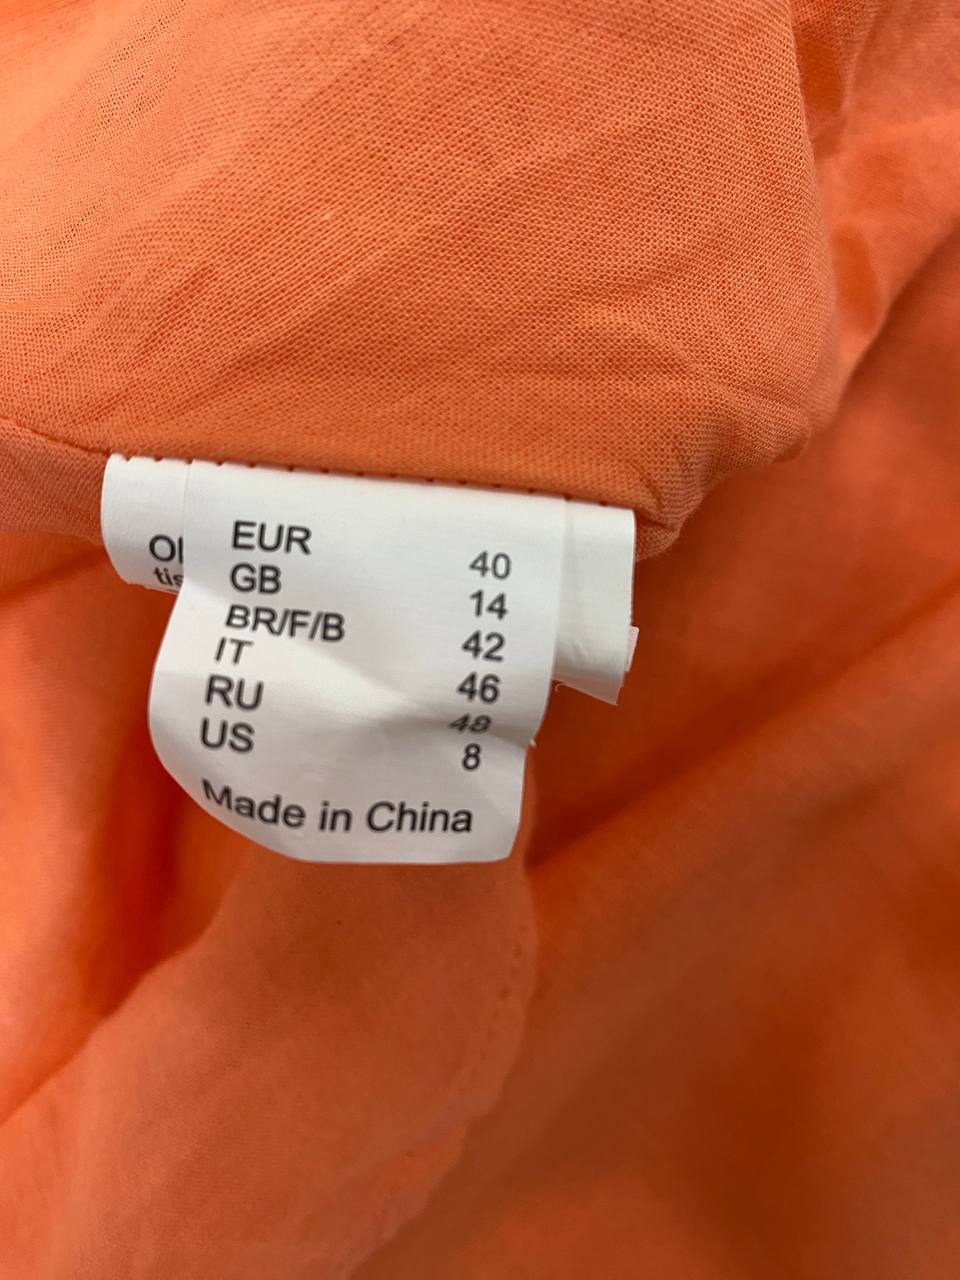 EUR 40
GB 14
BR/F/B 42
IT 46
RU 48
US 8
Made in China